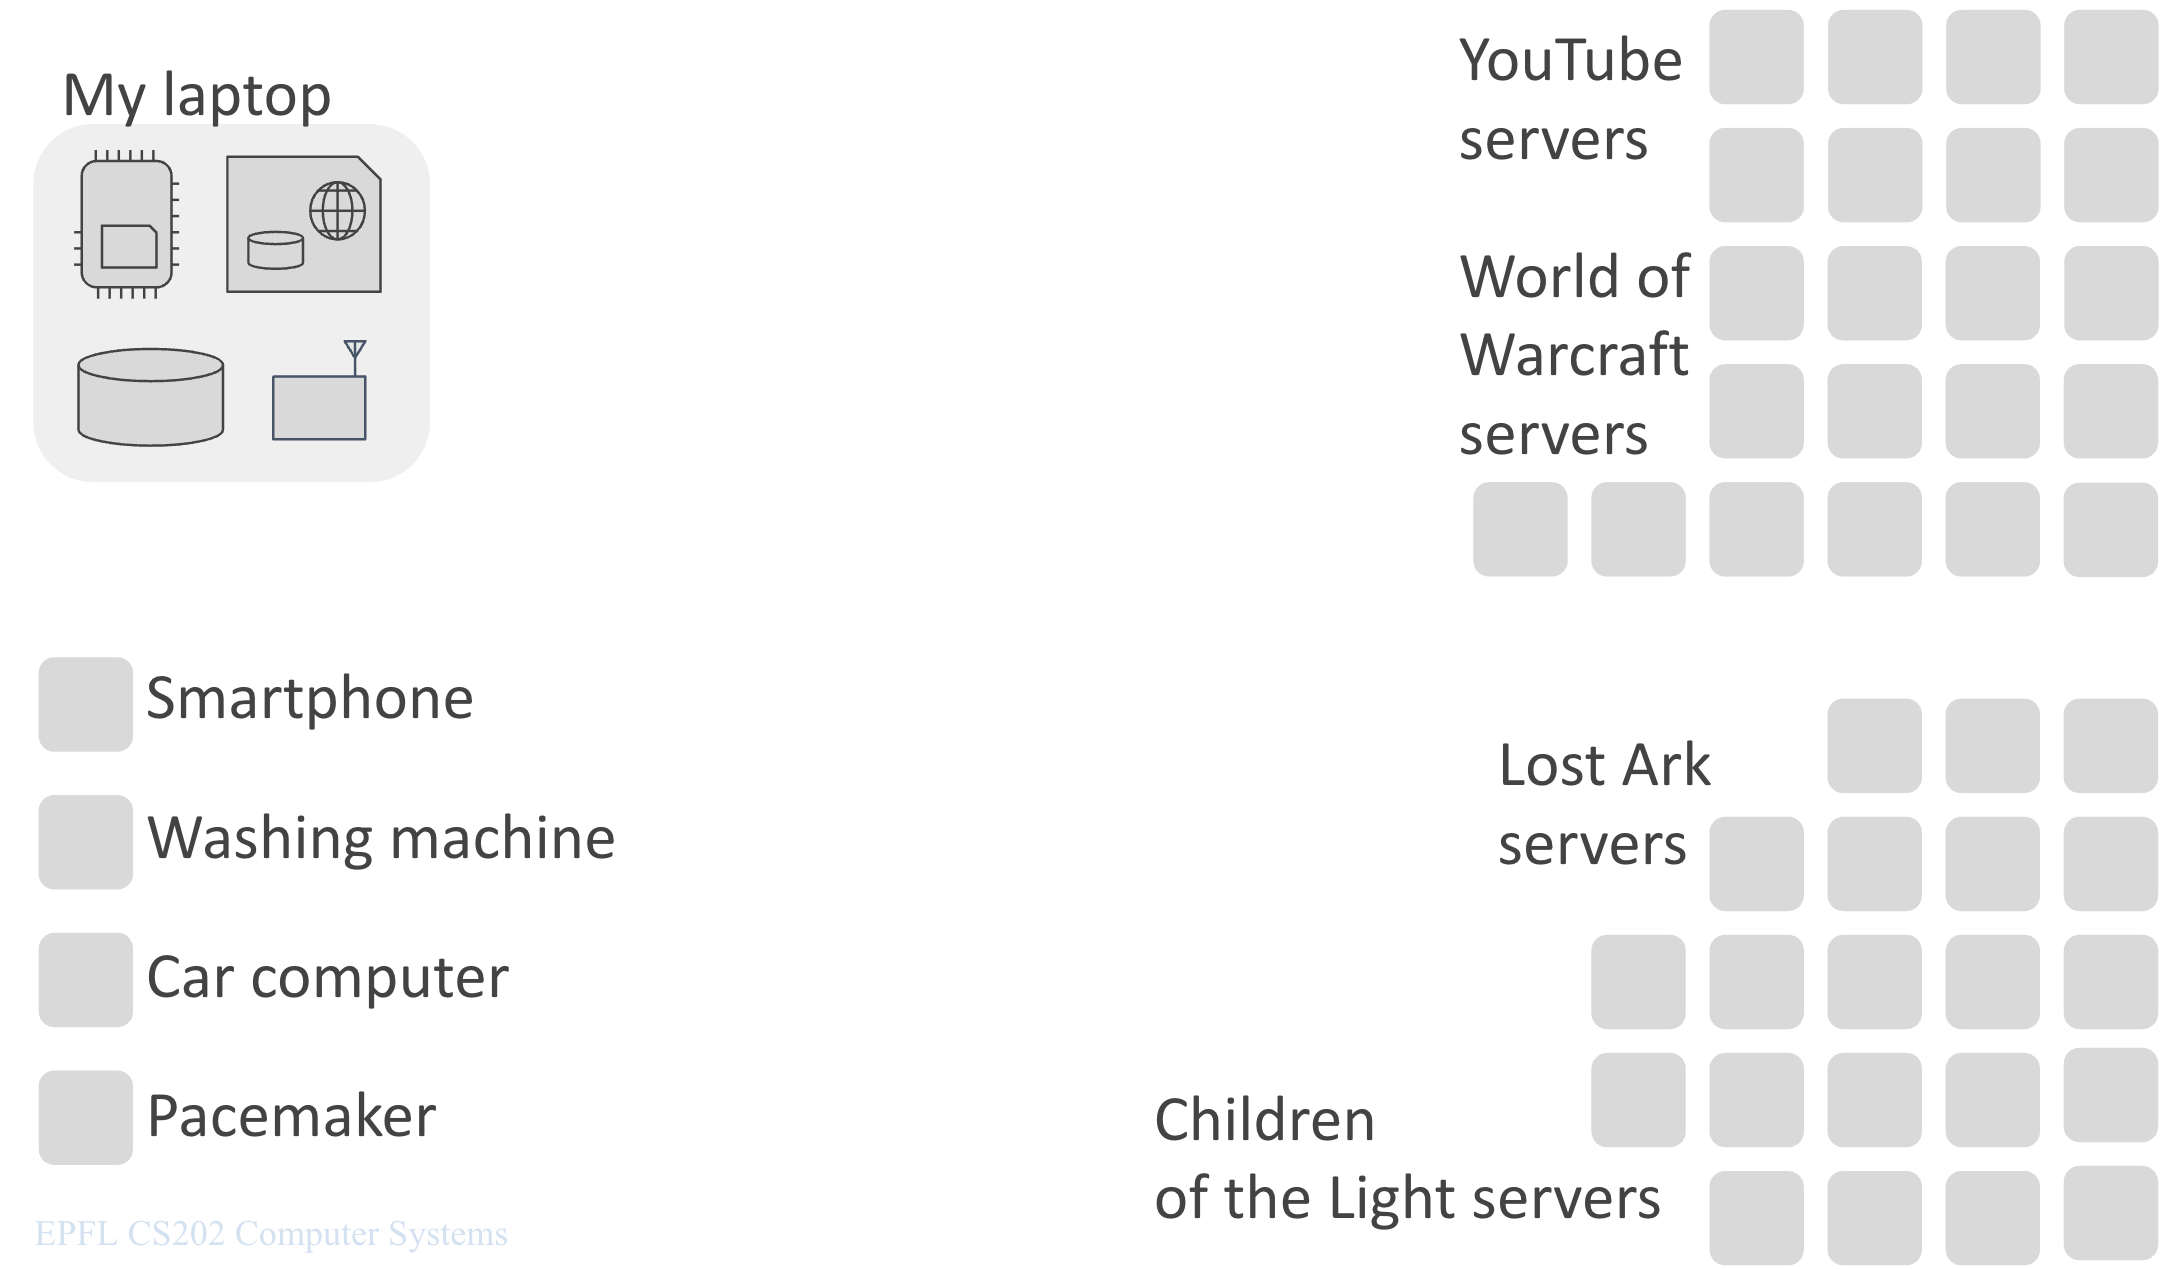 My laptop
YouTube
servers
World of
Warcraft
servers
Smartphone
Washing machine
Car computer
Pacemaker
Lost Ark
servers
Children
of the Light servers
EPFL CS202 Computer Systems